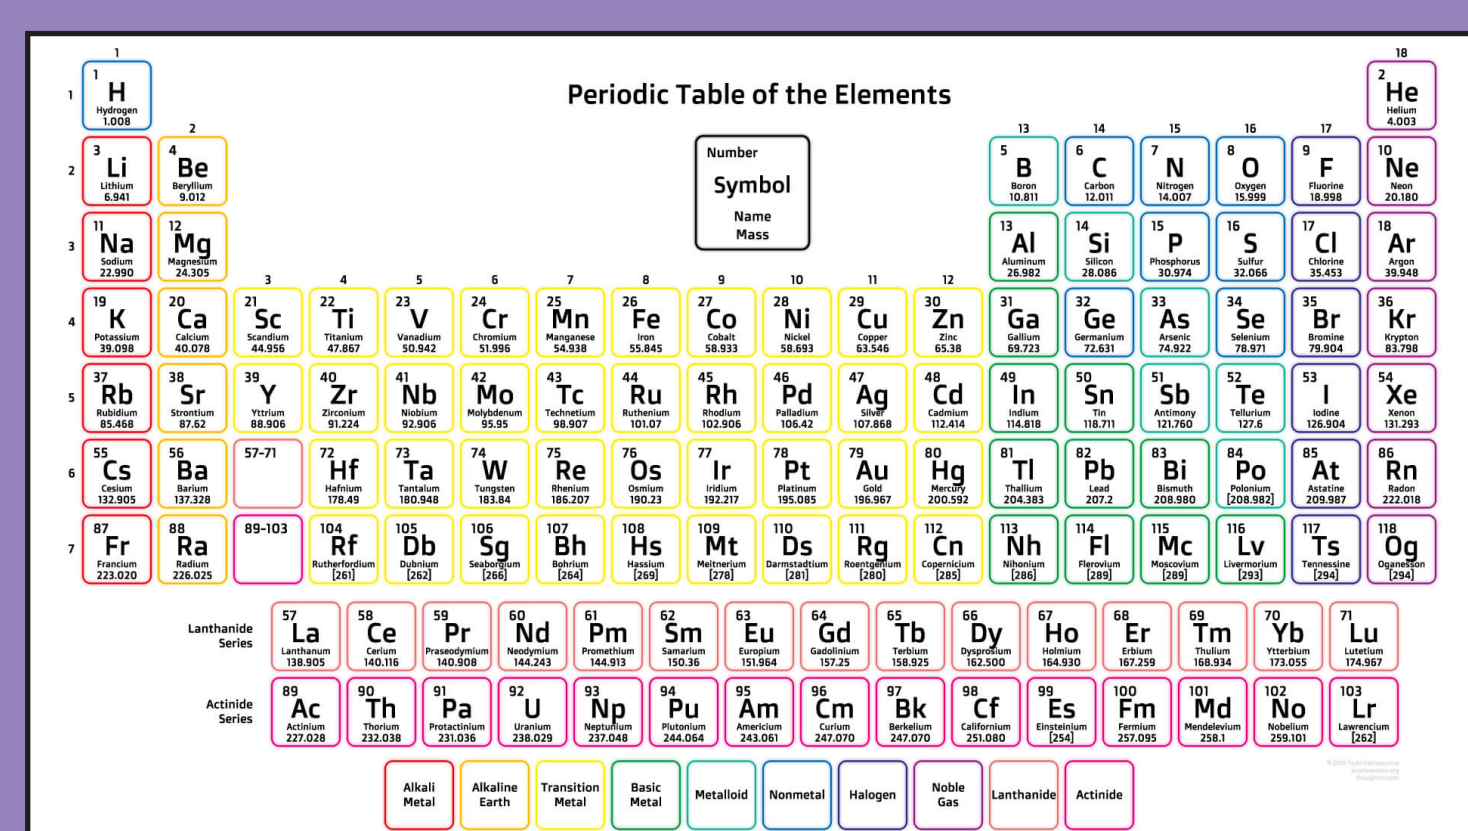 1
18
1
H
Hydrogen
1.008
2
He
Helium
4.003
1
Periodic Table of the Elements
2
13
14
15
16
17
Number
Symbol
Name
Mass
2
3
Li
Lithium
6.941
4
Be
Beryllium
9.012
5
B
Boron
10.811
6
C
Carbon
12.011
7
N
Nitrogen
14.007
8
O
Oxygen
15.999
9
F
Fluorine
18.998
10
Ne
Neon
20.180
3
11
Na
Sodium
22.990
12
Mg
Magnesium
24.305
13
Al
Aluminum
26.982
14
Si
Silicon
28.086
15
P
Phosphorus
30.974
16
S
Sulfur
32.066
17
Cl
Chlorine
35.453
18
Ar
Argon
39.948
3
4
5
6
7
8
9
10
11
12
4
19
K
Potassium
39.098
20
Ca
Calcium
40.078
21
Sc
Scandium
44.956
22
Ti
Titanium
47.867
23
V
Vanadium
50.942
24
Cr
Chromium
51.996
25
Mn
Manganese
54.938
26
Fe
Iron
55.845
27
Co
Cobalt
58.933
28
Ni
Nickel
58.693
29
Cu
Copper
63.546
30
Zn
Zinc
65.38
31
Ga
Gallium
69.723
32
Ge
Germanium
72.631
33
As
Arsenic
74.922
34
Se
Selenium
78.971
35
Br
Bromine
79.904
36
Kr
Krypton
83.798
5
37
Rb
Rubidium
85.468
38
Sr
Strontium
87.62
39
Y
Yttrium
88.906
40
Zr
Zirconium
91.224
41
Nb
Niobium
92.906
42
Mo
Molybdenum
95.95
43
Tc
Technetium
98.907
44
Ru
Ruthenium
101.07
45
Rh
Rhodium
102.906
46
Pd
Palladium
106.42
47
Ag
Silver
107.868
48
Cd
Cadmium
112.414
49
In
Indium
114.818
50
Sn
Tin
118.711
51
Sb
Antimony
121.760
52
Te
Tellurium
127.6
53
I
Iodine
126.904
54
Xe
Xenon
131.293
6
55
Cs
Cesium
132.905
56
Ba
Barium
137.328
57-71
72
Hf
Hafnium
178.49
73
Ta
Tantalum
180.948
74
W
Tungsten
183.84
75
Re
Rhenium
186.207
76
Os
Osmium
190.23
77
Ir
Iridium
192.217
78
Pt
Platinum
195.085
79
Au
Gold
196.967
80
Hg
Mercury
200.592
81
Tl
Thallium
204.383
82
Pb
Lead
207.2
83
Bi
Bismuth
208.980
84
Po
Polonium
[208.982]
85
At
Astatine
209.987
86
Rn
Radon
222.018
7
87
Fr
Francium
223.020
88
Ra
Radium
226.025
89-103
104
Rf
Rutherfordium
[261]
105
Db
Dubnium
[262]
106
Sg
Seaborgium
[266]
107
Bh
Bohrium
[264]
108
Hs
Hassium
[269]
109
Mt
Meitnerium
[278]
110
Ds
Darmstadtium
[281]
111
Rg
Roentgenium
[280]
112
Cn
Copernicium
[285]
113
Nh
Nihonium
[286]
114
Fl
Flerovium
[289]
115
Mc
Moscovium
[289]
116
Lv
Livermorium
[293]
117
Ts
Tennessine
[294]
118
Og
Oganesson
[294]
Lanthanide
Series
57
La
Lanthanum
138.905
58
Ce
Cerium
140.116
59
Pr
Praseodymium
140.908
60
Nd
Neodymium
144.243
61
Pm
Promethium
144.913
62
Sm
Samarium
150.36
63
Eu
Europium
151.964
64
Gd
Gadolinium
157.25
65
Tb
Terbium
158.925
66
Dy
Dysprosium
162.500
67
Ho
Holmium
164.930
68
Er
Erbium
167.259
69
Tm
Thulium
168.934
70
Yb
Ytterbium
173.055
71
Lu
Lutetium
174.967
Actinide
Series
89
Ac
Actinium
227.028
90
Th
Thorium
232.038
91
Pa
Protactinium
231.036
92
U
Uranium
238.029
93
Np
Neptunium
237.048
94
Pu
Plutonium
244.064
95
Am
Americium
243.061
96
Cm
Curium
247.070
97
Bk
Berkelium
247.070
98
Cf
Californium
251.080
99
Es
Einsteinium
[254]
100
Fm
Fermium
257.095
101
Md
Mendelevium
258.1
102
No
Nobelium
259.101
103
Lr
Lawrencium
[262]
Alkali
Metal
Alkaline
Earth
Transition
Metal
Basic
Metal
Metalloid
Nonmetal
Halogen
Noble
Gas
Lanthanide
Actinide
sciencenotes.org